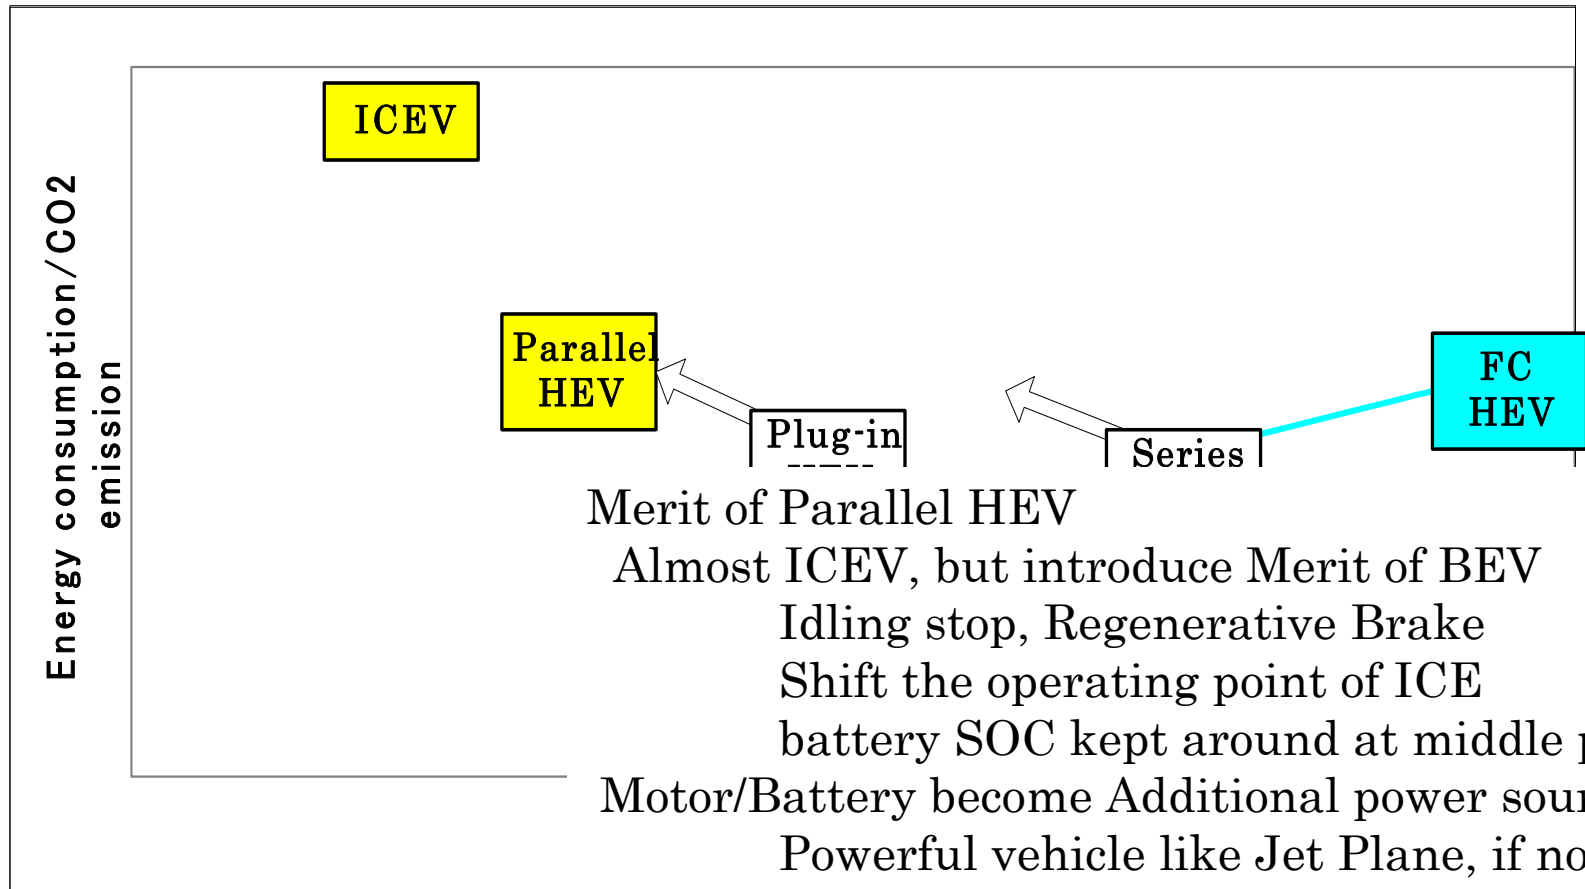 ICEV
Energy consumption/CO2
emission
Parallel
HEV
FC
HEV
Plug-in
Series
Merit of Parallel HEV
Almost ICEV, but introduce Merit of BEV
Idling stop, Regenerative Brake
Shift the operating point of ICE
battery SOC kept around at middle
Motor/Battery become Additional power
Powerful vehicle like Jet Plane, if